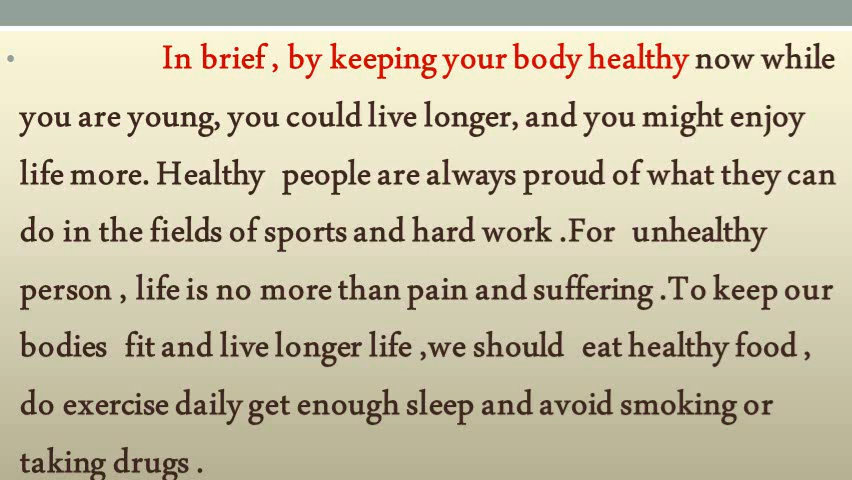 • In brief , by keeping your body healthy now while
you are young, you could live longer, and you might enjoy
life more. Healthy people are always proud of what they can
do in the fields of sports and hard work .For unhealthy
person , life is no more than pain and suffering .To keep our
bodies fit and live longer life ,we should eat healthy food ,
do exercise daily get enough sleep and avoid smoking or
taking drugs .